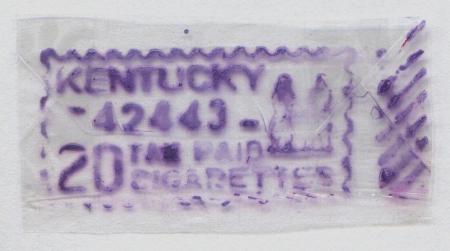 KENTUCKY
-42443-
20 TAX PAID
CIGARETTES